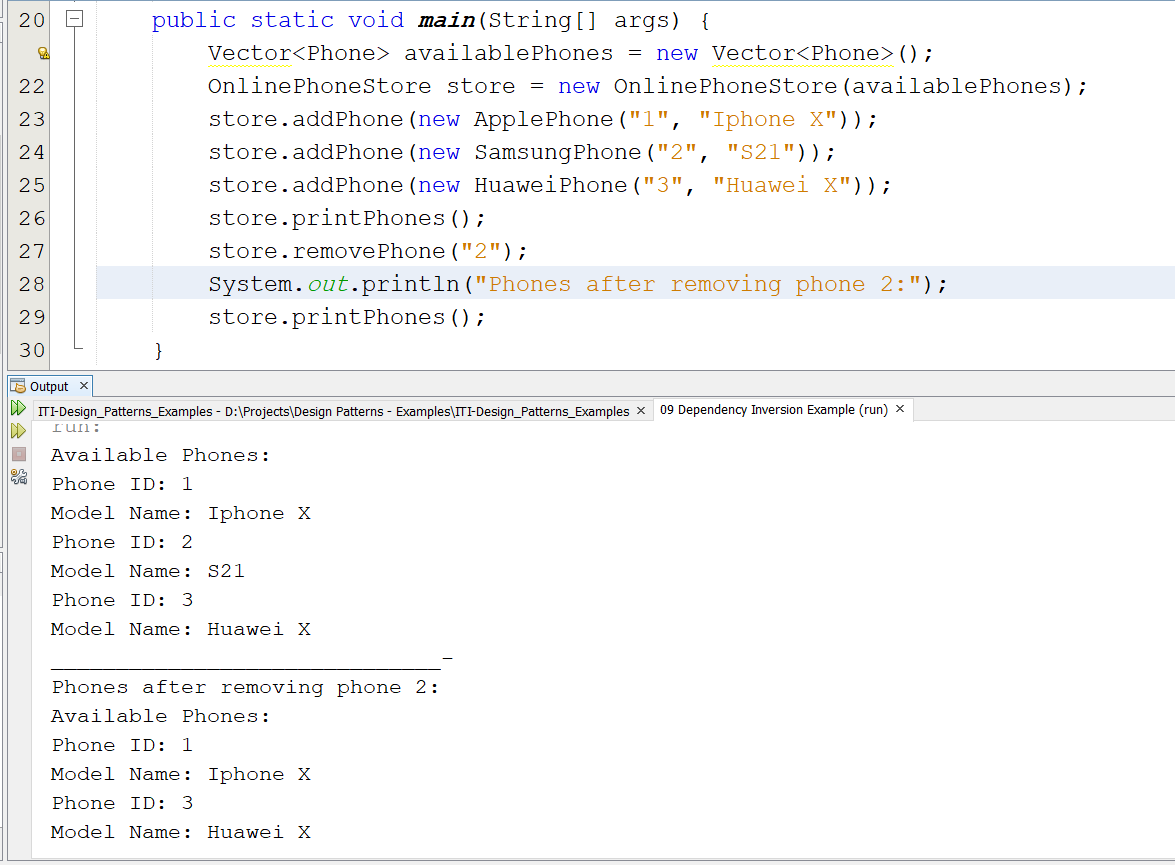 20 public static void main(String[] args) {
Vector<Phone> availablePhones = new Vector<Phone>();
22 OnlinePhoneStore store = new OnlinePhoneStore(availablePhones);
23 store.addPhone(new ApplePhone("1", "Iphone X"));
24 store.addPhone(new SamsungPhone("2", "S21"));
25 store.addPhone(new HuaweiPhone("3", "Huawei X"));
26 store.printPhones();
27 store.removePhone("2");
28 System.out.println("Phones after removing phone 2:");
29 store.printPhones();
30 }
Output ×
ITI-Design_Patterns_Examples - D:\Projects\Design Patterns - Examples\ITI-Design_Patterns_Examples × 09 Dependency Inversion Example (run) ×
run:
Available Phones:
Phone ID: 1
Model Name: Iphone X
Phone ID: 2
Model Name: S21
Phone ID: 3
Model Name: Huawei X
______________________________-
Phones after removing phone 2:
Available Phones:
Phone ID: 1
Model Name: Iphone X
Phone ID: 3
Model Name: Huawei X